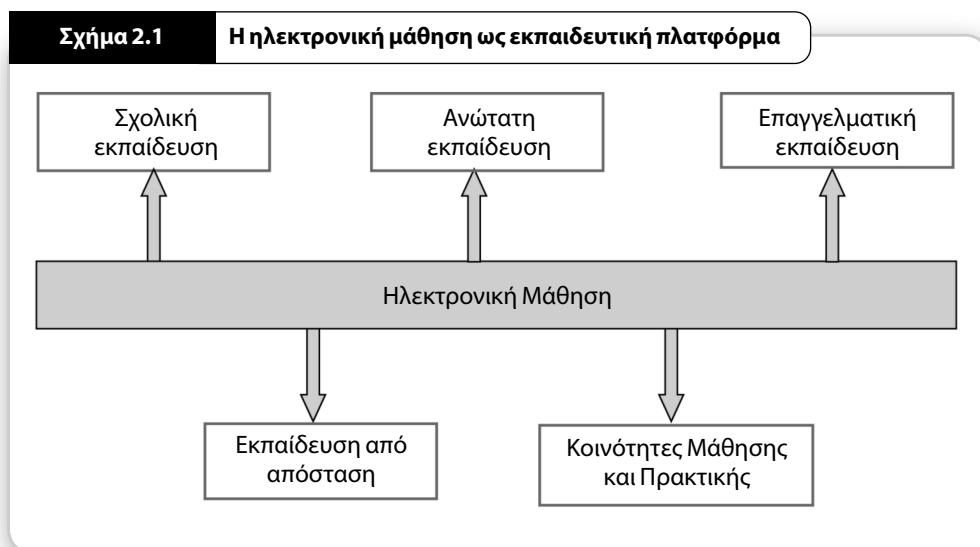 Σχήμα 2.1
Η ηλεκτρονική μάθηση ως εκπαιδευτική πλατφόρμα
Σχολική
εκπαίδευση
Ανώτατη
εκπαίδευση
Επαγγελματική
εκπαίδευση
Ηλεκτρονική Μάθηση
Εκπαίδευση από
απόσταση
Κοινότητες Μάθησης
και Πρακτικής